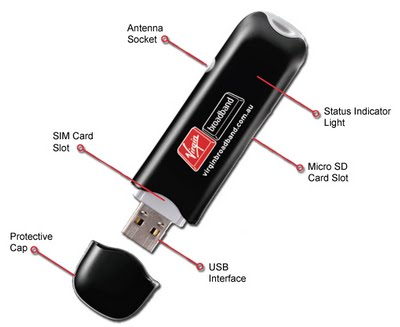 Antenna
Socket
Status Indicator
Light
SIM Card
Slot
Virgin
broadband
virginbroadband.com.au
Micro SD
Card Slot
Protective
Cap
USB
Interface